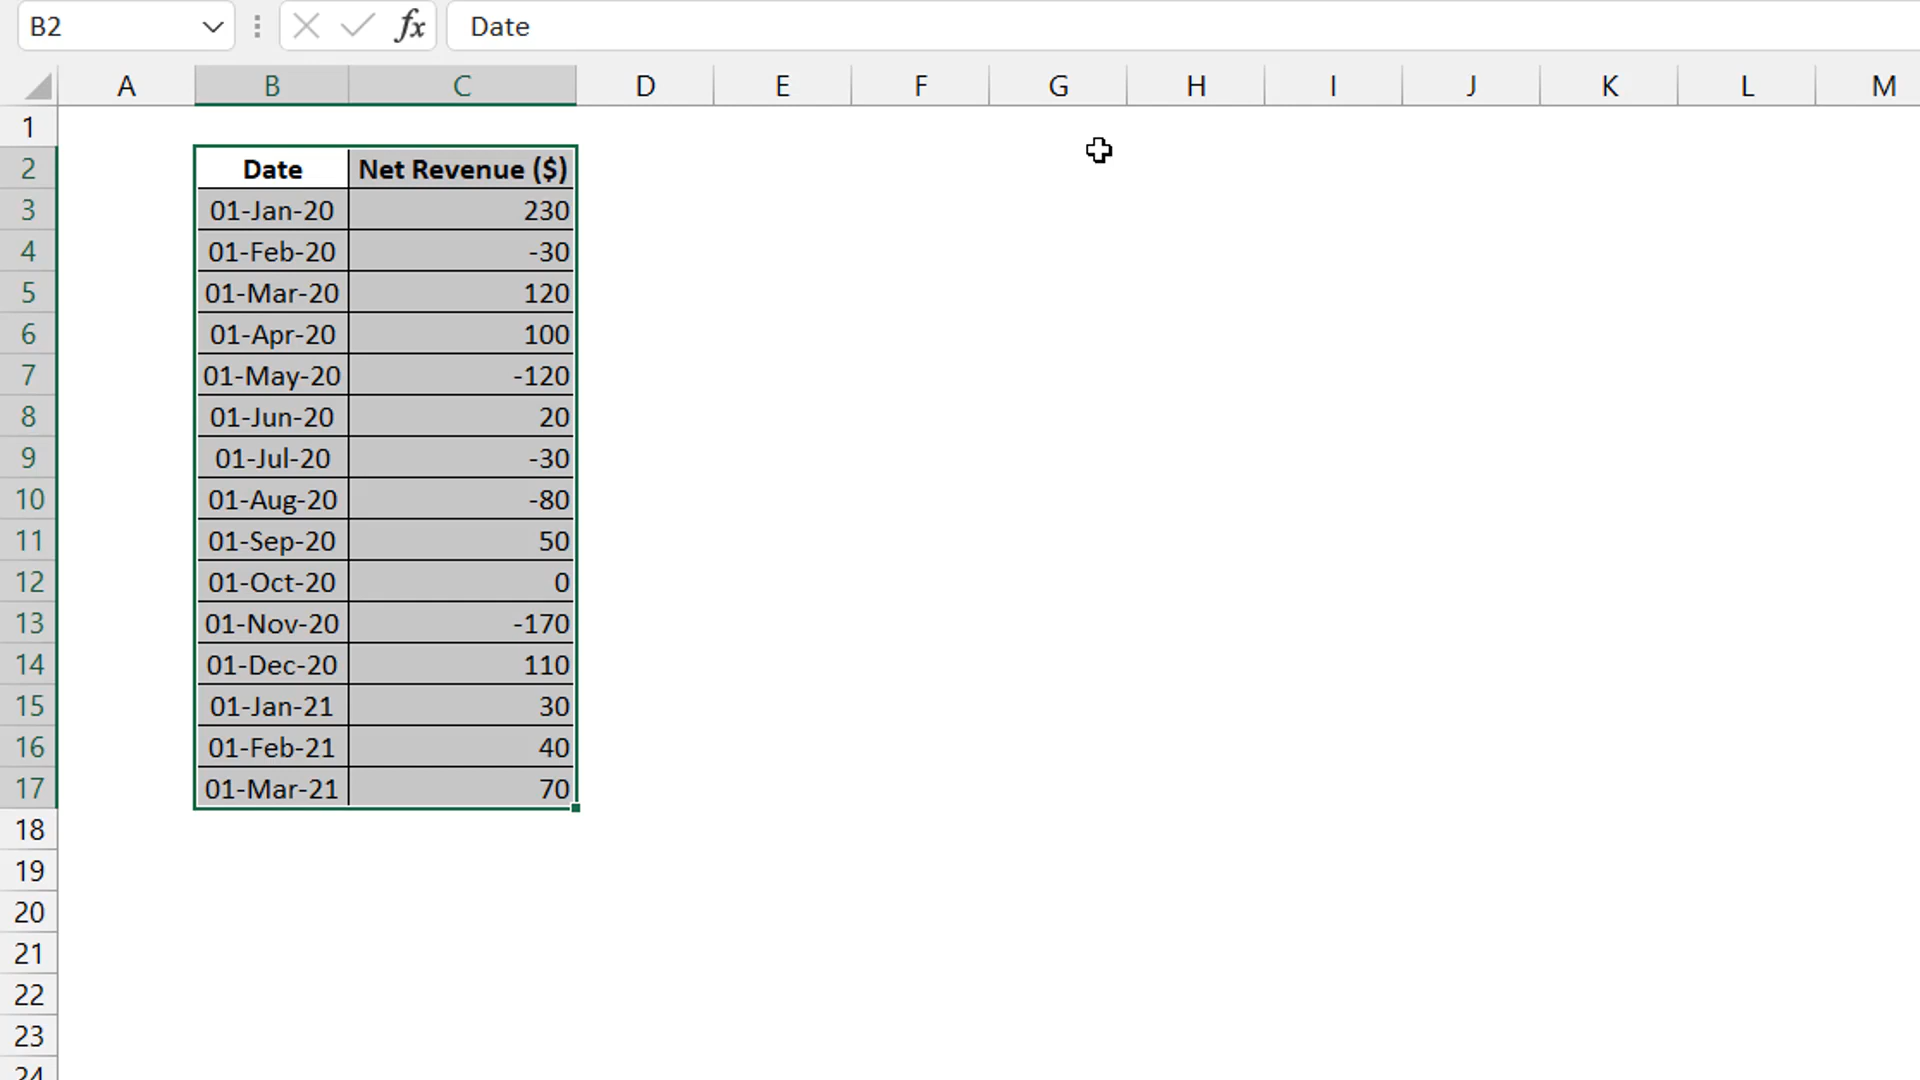 B2 fx Date
A B C D E F G H I J K L M
1
2 Date Net Revenue ($)
3 01-Jan-20 230
4 01-Feb-20 -30
5 01-Mar-20 120
6 01-Apr-20 100
7 01-May-20 -120
8 01-Jun-20 20
9 01-Jul-20 -30
10 01-Aug-20 -80
11 01-Sep-20 50
12 01-Oct-20 0
13 01-Nov-20 -170
14 01-Dec-20 110
15 01-Jan-21 30
16 01-Feb-21 40
17 01-Mar-21 70
18
19
20
21
22
23
24